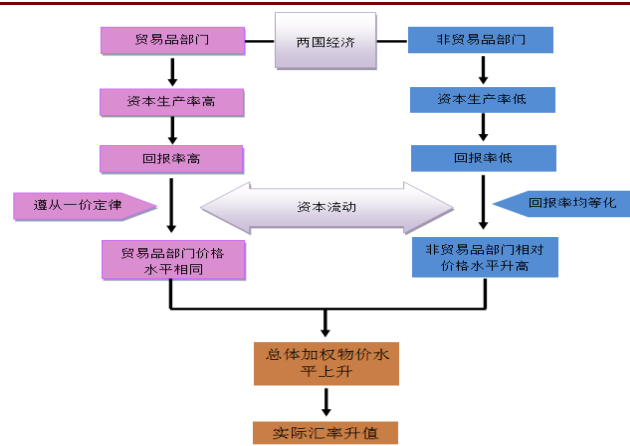 贸易品部门
两国经济
非贸易品部门
资本生产率高
资本生产率低
回报率高
回报率低
遵从一价定律
资本流动
回报率均等化
贸易品部门价格
水平相同
非贸易品部门相对
价格水平升高
总体加权物价水
平上升
实际汇率升值